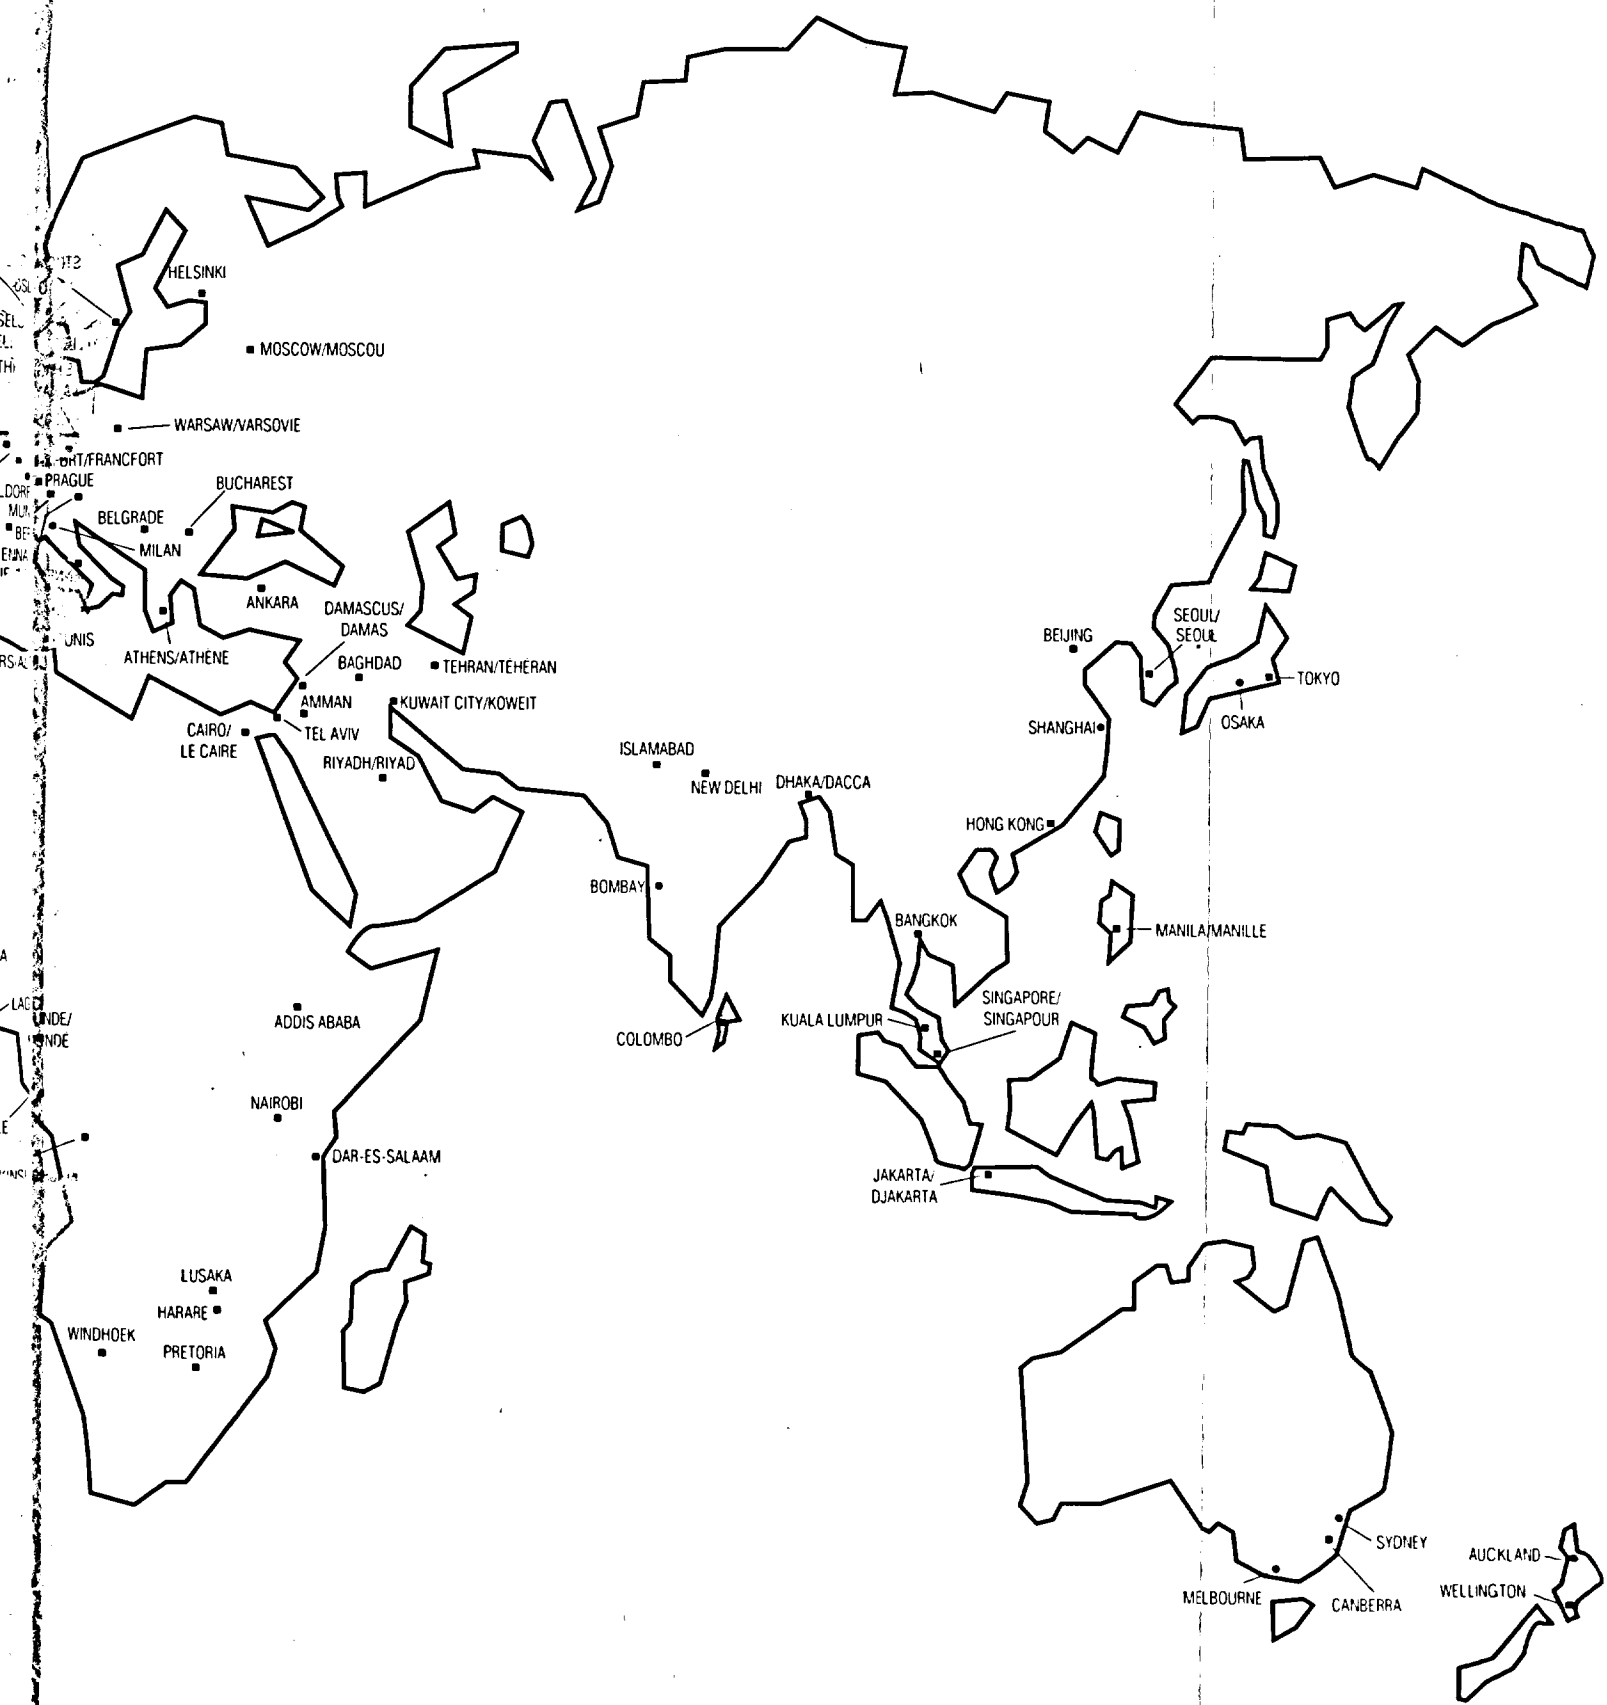 HELSINKI
MOSCOW/MOSCOU
WARSAW/VARSOVIE
PRAGUE
BUCHAREST
BELGRADE
MILAN
ANKARA
DAMASCUS/
DAMAS
ATHENS/ATHÈNE
BAGHDAD
TEHRAN/TÉHÉRAN
AMMAN
KUWAIT CITY/KOWEIT
CAIRO/
LE CAIRE
TEL AVIV
RIYADH/RIYAD
ISLAMABAD
NEW DELHI
DHAKA/DACCA
BEIJING
SEOUL/
SÉOUL
TOKYO
OSAKA
SHANGHAI
HONG KONG
BOMBAY
BANGKOK
MANILA/MANILLE
COLOMBO
KUALA LUMPUR
SINGAPORE/
SINGAPOUR
JAKARTA/
DJAKARTA
ADDIS ABABA
NAIROBI
DAR-ES-SALAAM
LUSAKA
HARARE
WINDHOEK
PRETORIA
SYDNEY
MELBOURNE
CANBERRA
AUCKLAND
WELLINGTON